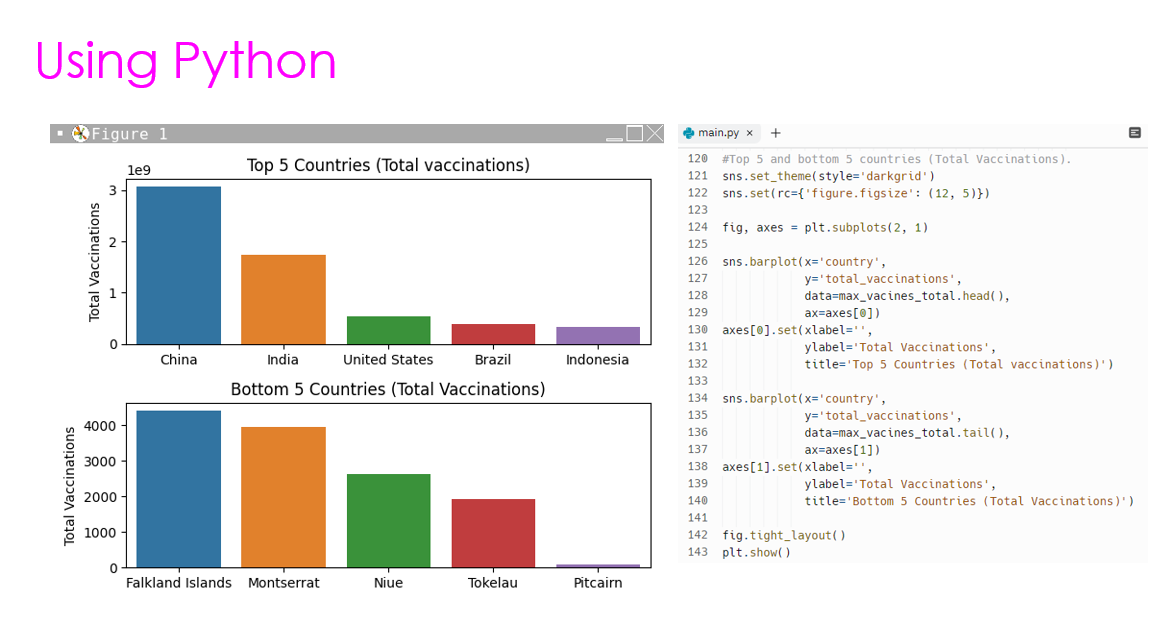 Using Python
Figure 1
Top 5 Countries (Total vaccinations)
1e9
3
2
1
0
Total Vaccinations
China India United States Brazil Indonesia
Bottom 5 Countries (Total Vaccinations)
4000
3000
2000
1000
0
Total Vaccinations
Falkland Islands Montserrat Niue Tokelau Pitcairn
main.py × +
120 #Top 5 and bottom 5 countries (Total Vaccinations).
121 sns.set_theme(style='darkgrid')
122 sns.set(rc={'figure.figsize': (12, 5)})
123
124 fig, axes = plt.subplots(2, 1)
125
126 sns.barplot(x='country',
127 y='total_vaccinations',
128 data=max_vacines_total.head(),
129 ax=axes[0])
130 axes[0].set(xlabel='',
131 ylabel='Total Vaccinations',
132 title='Top 5 Countries (Total vaccinations)')
133
134 sns.barplot(x='country',
135 y='total_vaccinations',
136 data=max_vacines_total.tail(),
137 ax=axes[1])
138 axes[1].set(xlabel='',
139 ylabel='Total Vaccinations',
140 title='Bottom 5 Countries (Total Vaccinations)')
141
142 fig.tight_layout()
143 plt.show()